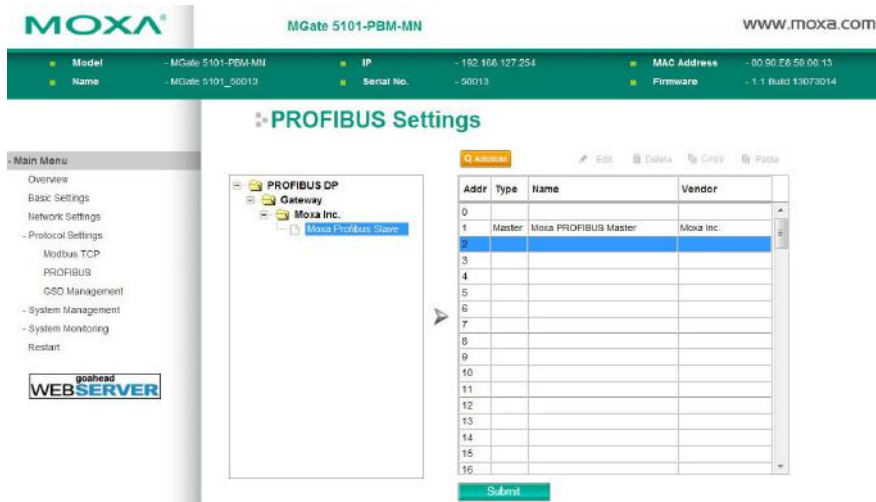 MOXA
MGate 5101-PBM-MN
www.moxa.com
Model - MGate 5101-PBM-MN IP - 192.168.127.254 MAC Address - 00:90:E8:50:00:13
Name - MGate 5101_50013 Serial No. - 50013 Firmware - 1.1 Build 13073014
PROFIBUS Settings
- Main Menu
Overview
Basic Settings
Network Settings
- Protocol Settings
Modbus TCP
PROFIBUS
GSD Management
- System Management
- System Monitoring
Restart
goahead
WEBSERVER
PROFIBUS DP
Gateway
Moxa Inc.
Moxa Profibus Slave
AutoScan Edit Delete Copy Paste
Addr Type Name Vendor
0
1 Master Moxa PROFIBUS Master Moxa Inc.
2
3
4
5
6
7
8
9
10
11
12
13
14
15
16
Submit